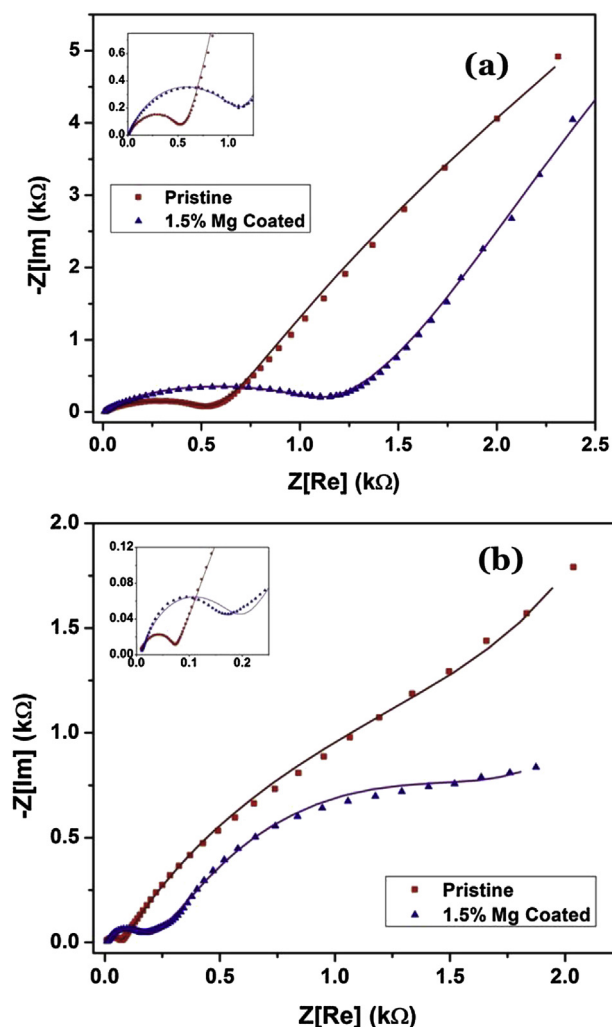 (a)
5
4
3
2
1
0
-Z[Im] (kΩ)
0.6
0.4
0.2
0.0
0.0 0.5 1.0
Pristine
1.5% Mg Coated
0.0 0.5 1.0 1.5 2.0 2.5
Z[Re] (kΩ)
(b)
2.0
1.5
1.0
0.5
0.0
-Z[Im] (kΩ)
0.12
0.08
0.04
0.00
0.0 0.1 0.2
Pristine
1.5% Mg Coated
0.0 0.5 1.0 1.5 2.0
Z[Re] (kΩ)